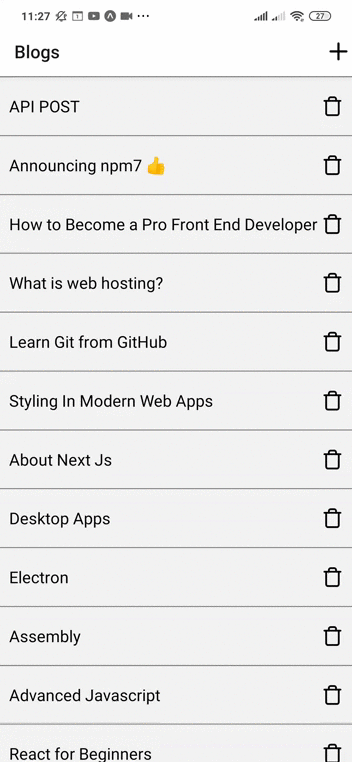 11:27
27
Blogs
API POST
Announcing npm7 👍
How to Become a Pro Front End Developer
What is web hosting?
Learn Git from GitHub
Styling In Modern Web Apps
About Next Js
Desktop Apps
Electron
Assembly
Advanced Javascript
React for Beginners